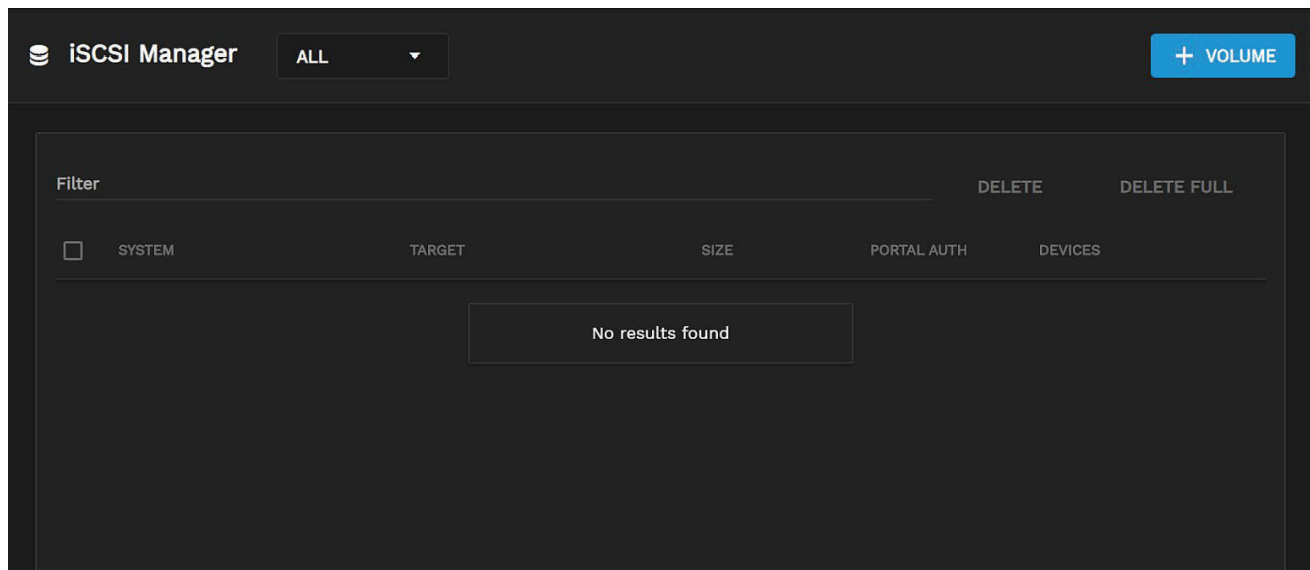 iSCSI Manager ALL + VOLUME
Filter DELETE DELETE FULL
SYSTEM TARGET SIZE PORTAL AUTH DEVICES
No results found